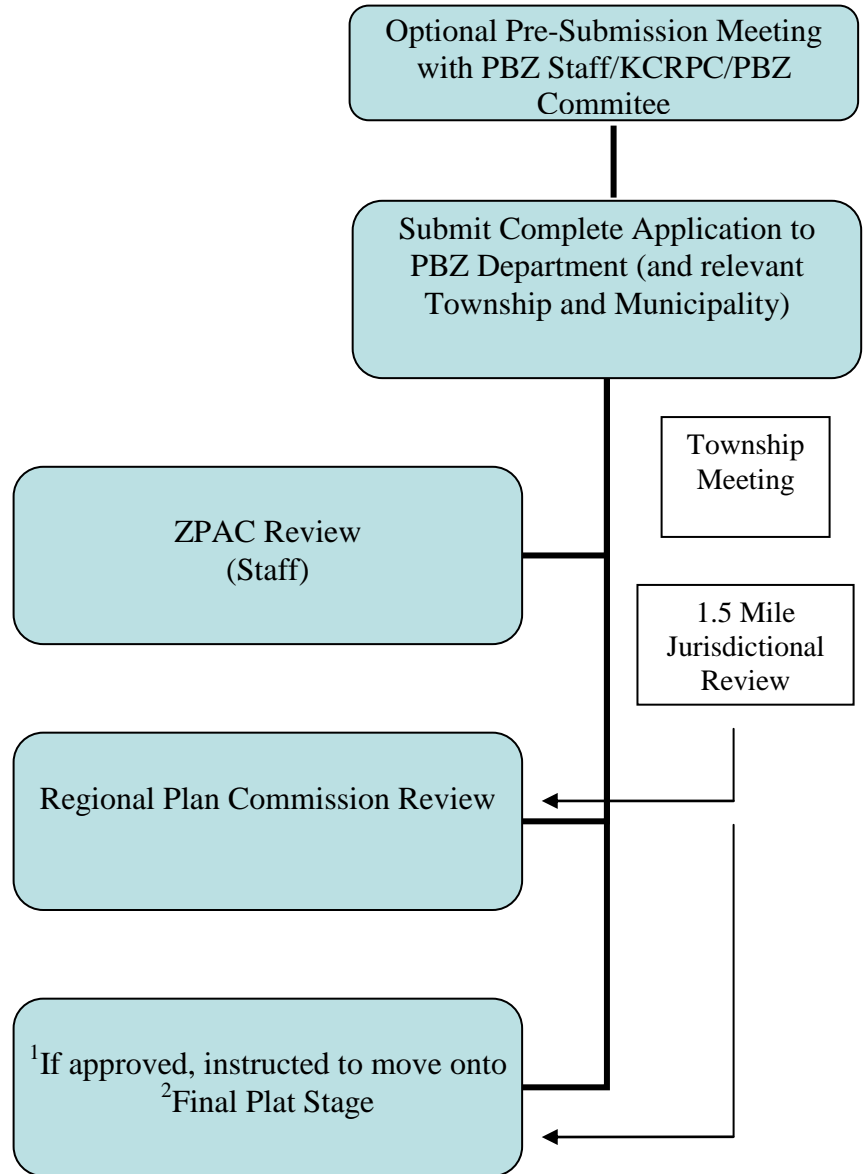 Optional Pre-Submission Meeting
with PBZ Staff/KCRPC/PBZ
Commitee
Submit Complete Application to
PBZ Department (and relevant
Township and Municipality)
Township
Meeting
ZPAC Review
(Staff)
1.5 Mile
Jurisdictional
Review
Regional Plan Commission Review
¹If approved, instructed to move onto
²Final Plat Stage